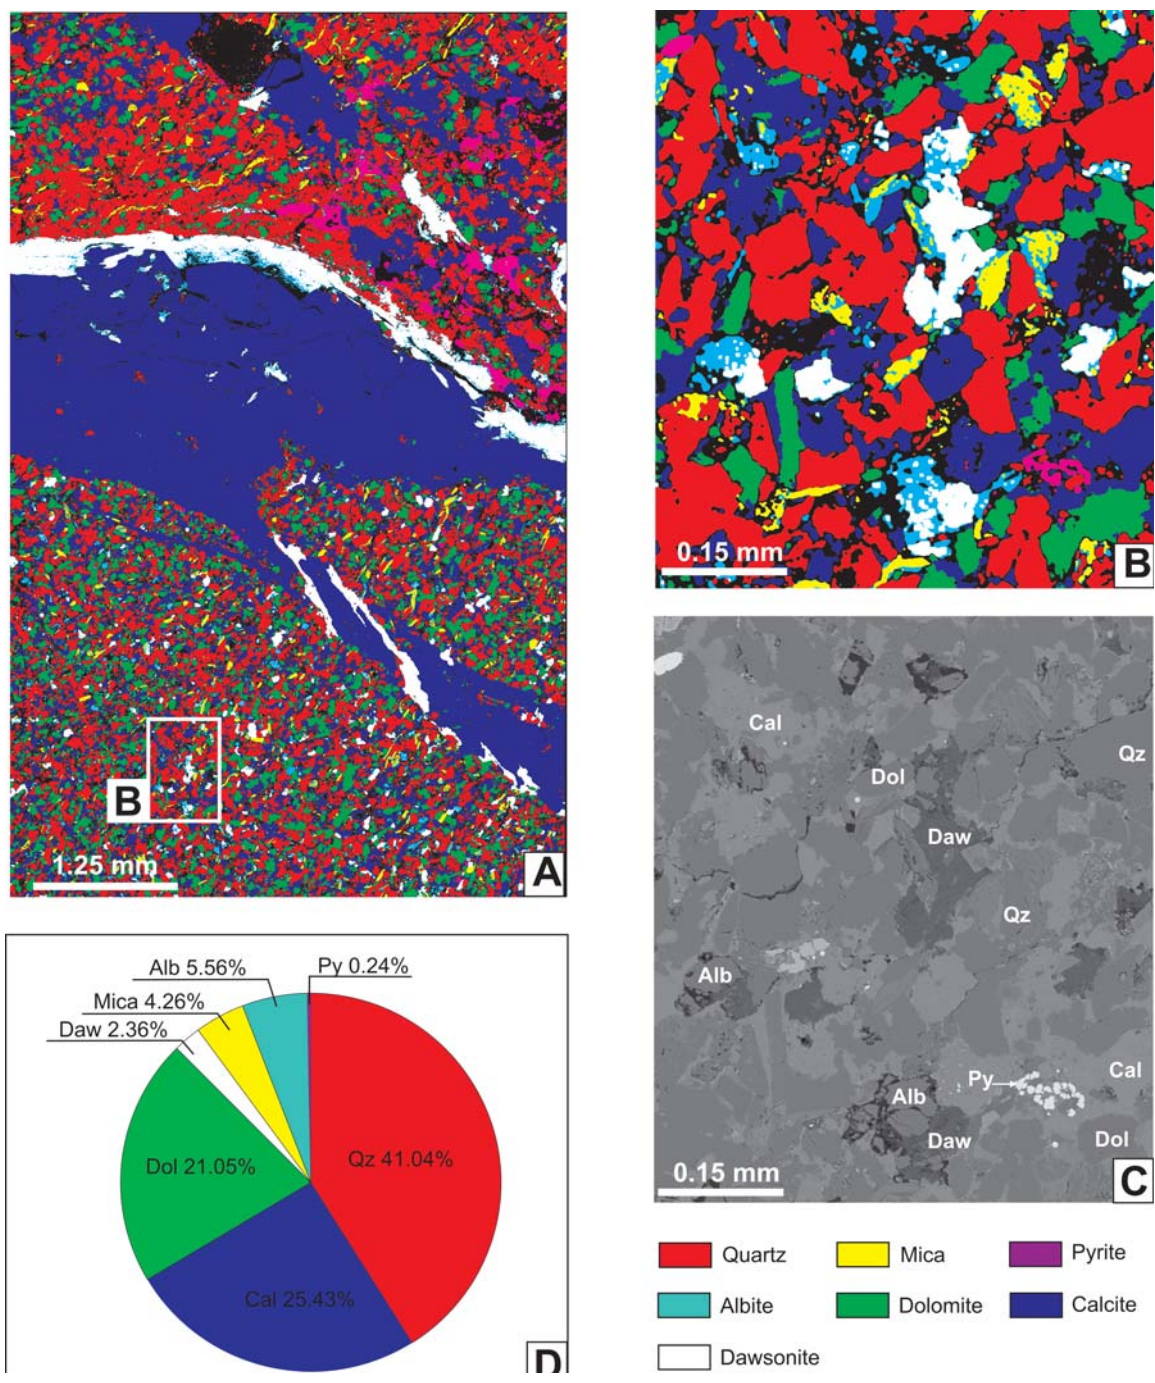 B
1.25 mm
A
0.15 mm
B
Cal
Qz
Dol
Daw
Qz
Alb
Cal
Py
Alb
Daw
Dol
0.15 mm
C
Alb 5.56%
Py 0.24%
Mica 4.26%
Daw 2.36%
Dol 21.05%
Qz 41.04%
Cal 25.43%
D
Quartz
Mica
Pyrite
Albite
Dolomite
Calcite
Dawsonite